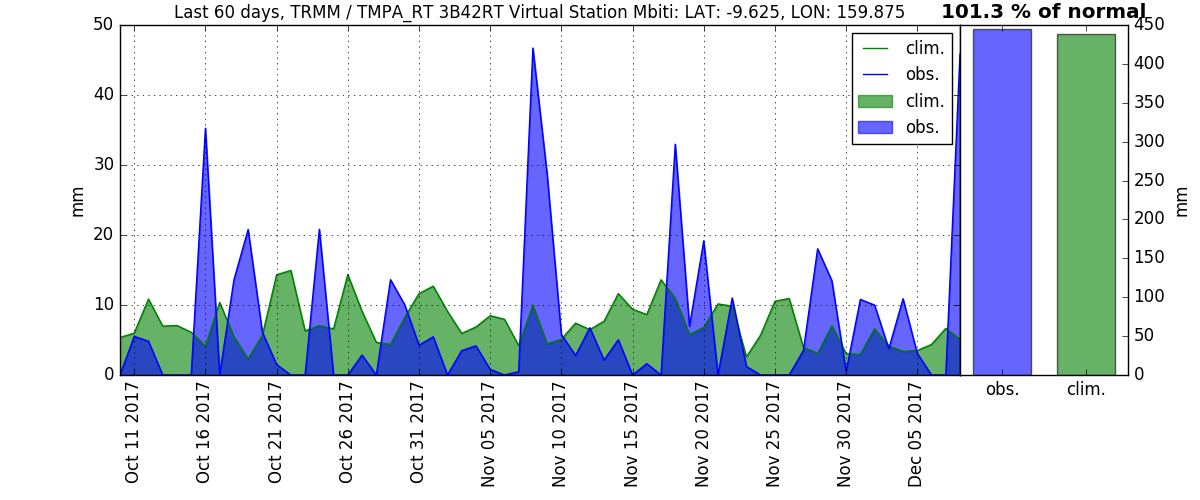 Last 60 days, TRMM / TMPA_RT 3B42RT Virtual Station Mbiti: LAT: -9.625, LON: 159.875
101.3 % of normal
50
40
30
20
10
0
mm
clim.
obs.
clim.
obs.
450
400
350
300
250
200
150
100
50
0
mm
obs.
clim.
Oct 11 2017
Oct 16 2017
Oct 21 2017
Oct 26 2017
Oct 31 2017
Nov 05 2017
Nov 10 2017
Nov 15 2017
Nov 20 2017
Nov 25 2017
Nov 30 2017
Dec 05 2017